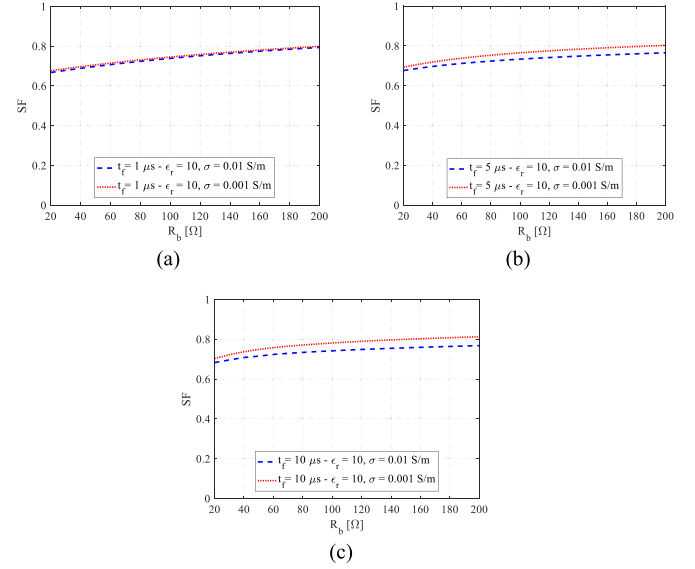 1
0.8
0.6
0.4
0.2
0
SF
t_f = 1 μs - ϵ_r = 10, σ = 0.01 S/m
t_f = 1 μs - ϵ_r = 10, σ = 0.001 S/m
20 40 60 80 100 120 140 160 180 200
R_b [Ω]
(a)
1
0.8
0.6
0.4
0.2
0
SF
t_f = 5 μs - ϵ_r = 10, σ = 0.01 S/m
t_f = 5 μs - ϵ_r = 10, σ = 0.001 S/m
20 40 60 80 100 120 140 160 180 200
R_b [Ω]
(b)
1
0.8
0.6
0.4
0.2
0
SF
t_f = 10 μs - ϵ_r = 10, σ = 0.01 S/m
t_f = 10 μs - ϵ_r = 10, σ = 0.001 S/m
20 40 60 80 100 120 140 160 180 200
R_b [Ω]
(c)